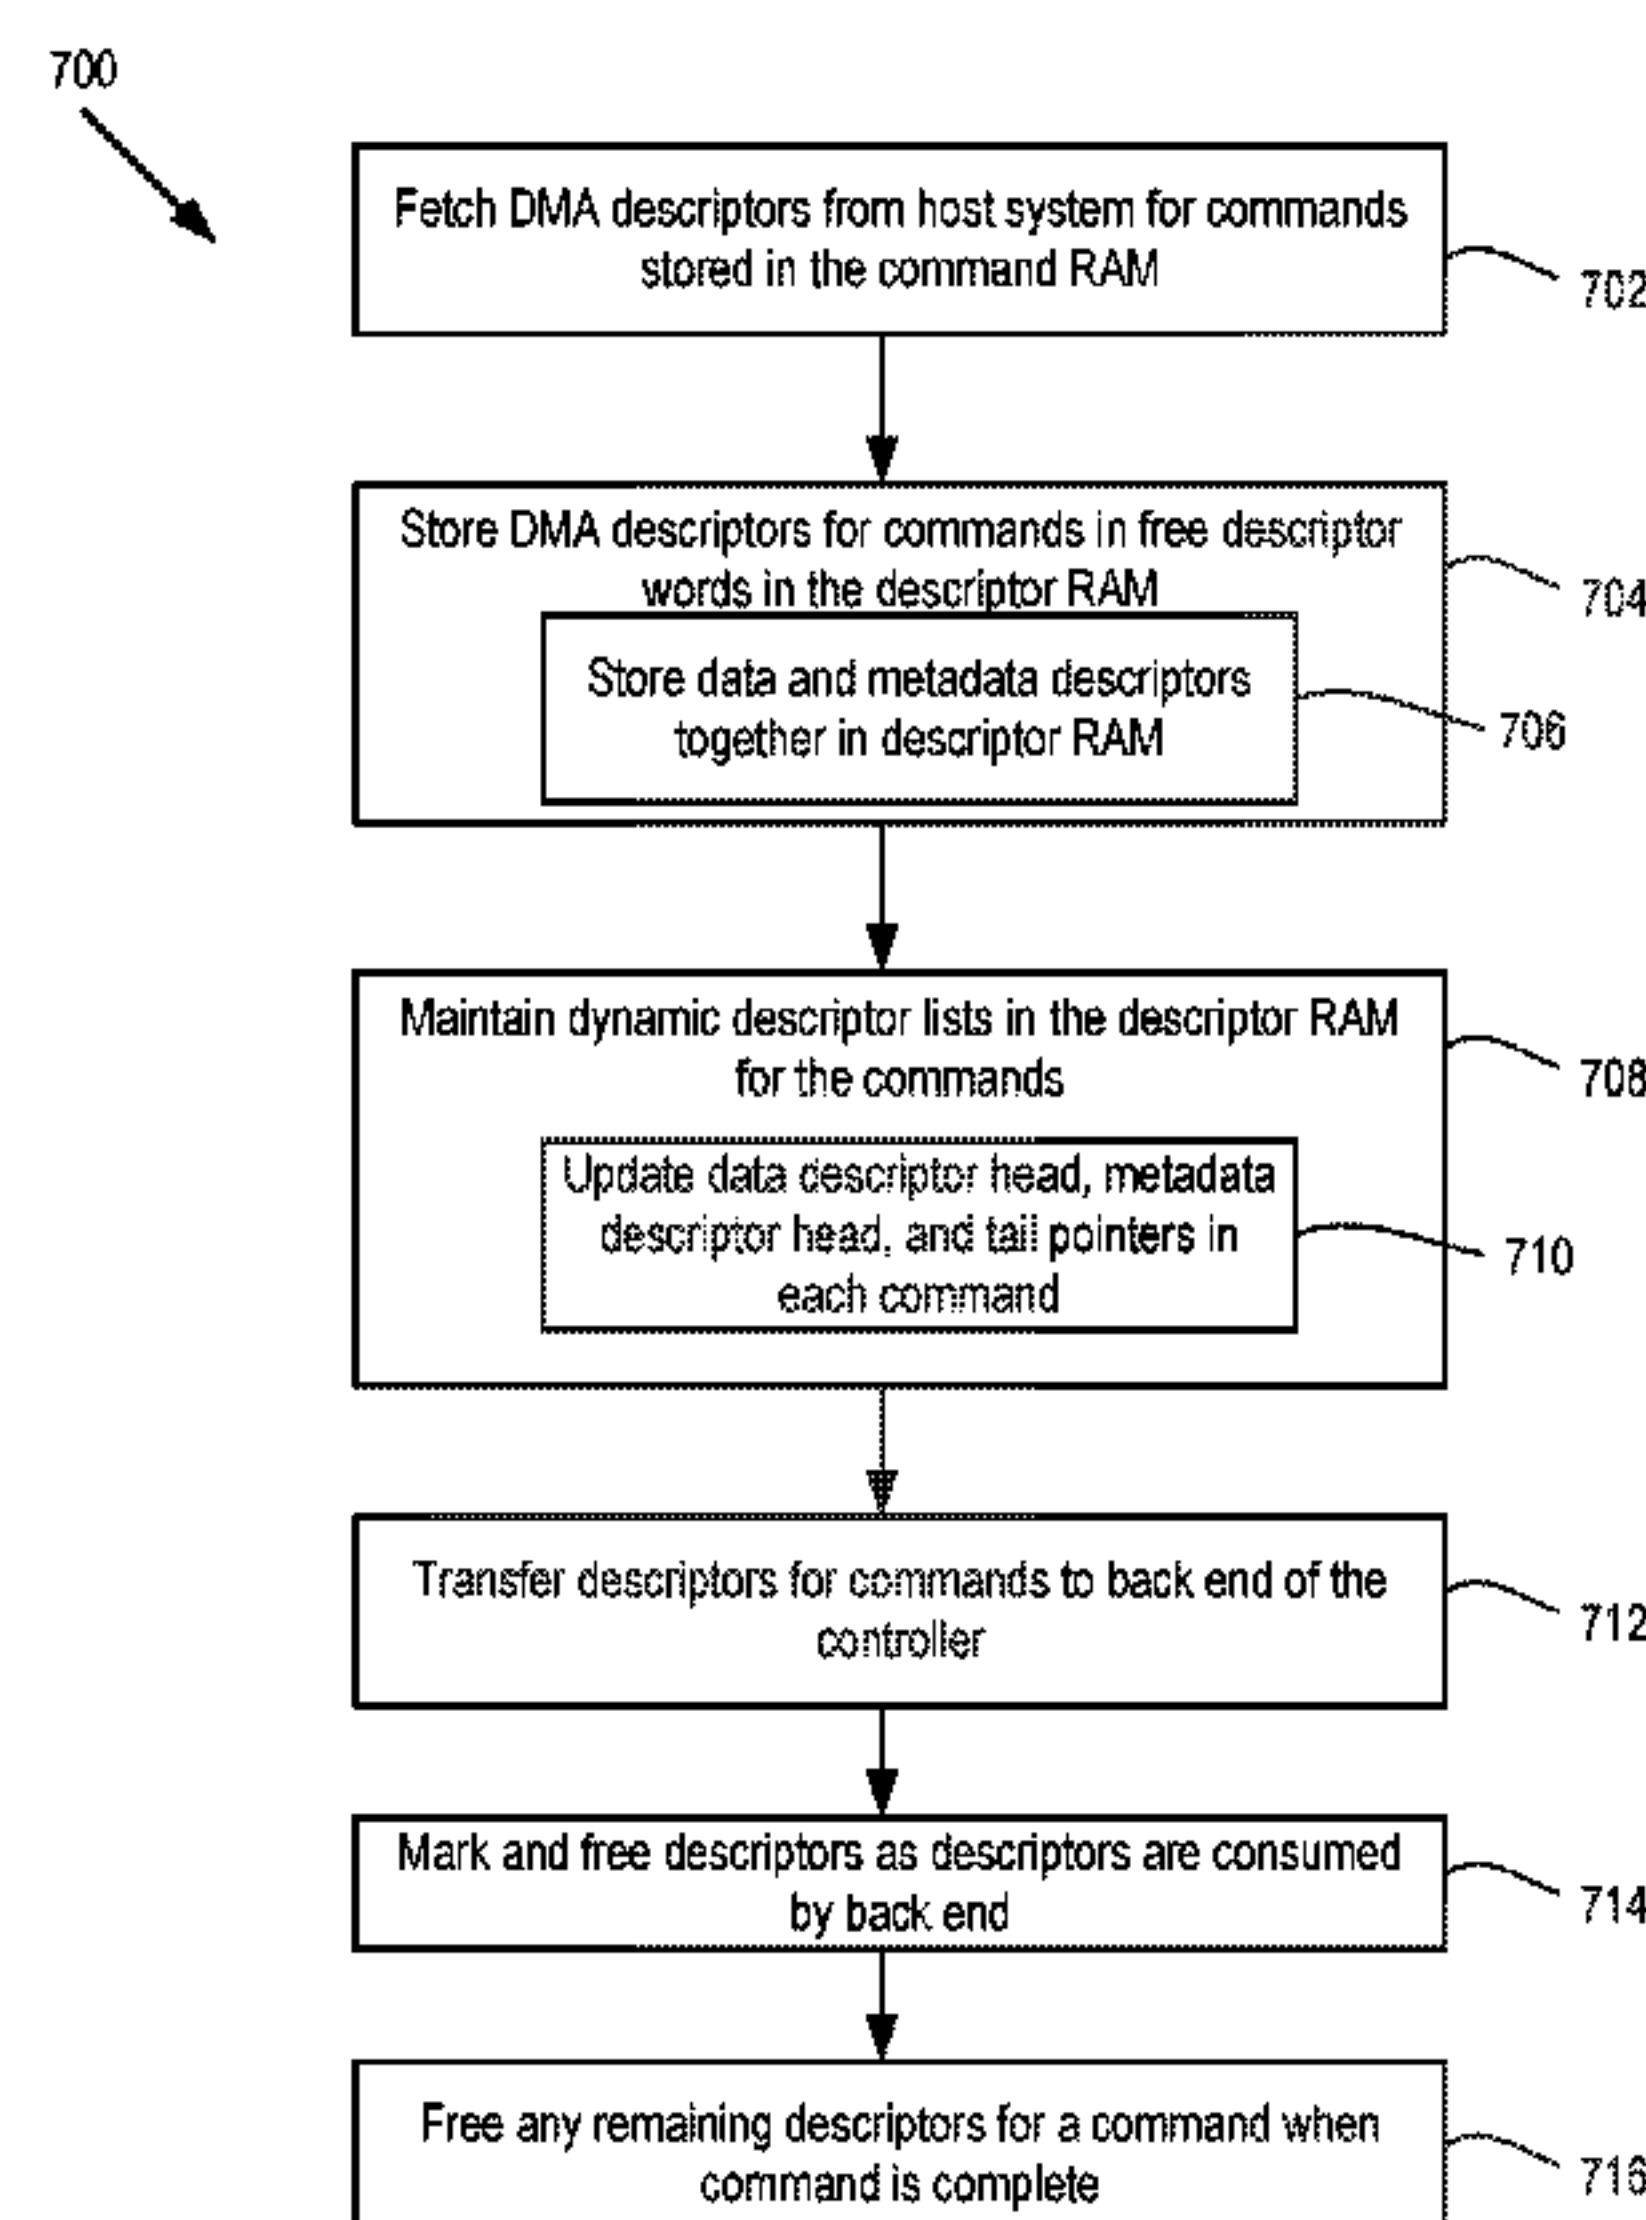 700
Fetch DMA descriptors from host system for commands
stored in the command RAM
702
Store DMA descriptors for commands in free descriptor
words in the descriptor RAM
704
Store data and metadata descriptors
together in descriptor RAM
706
Maintain dynamic descriptor lists in the descriptor RAM
for the commands
708
Update data descriptor head, metadata
descriptor head, and tail pointers in
each command
710
Transfer descriptors for commands to back end of the
controller
712
Mark and free descriptors as descriptors are consumed
by back end
714
Free any remaining descriptors for a command when
command is complete
716